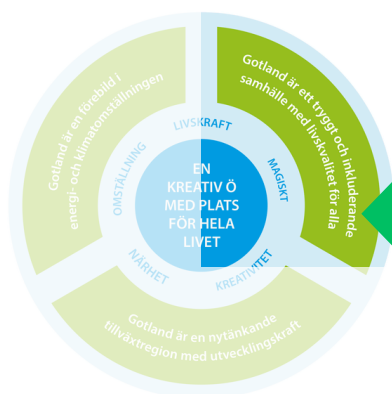 Gotland är en förebild i
energi- och klimatomställningen
Gotland är ett tryggt och inkluderande
samhälle med livskvalitet för alla
LIVSKRAFT
OMSTÄLLNING
MAGISKT
EN
KREATIV Ö
MED PLATS
FÖR HELA
LIVET
NÄRHET
KREATIVITET
Gotland är en nytänkande
tillväxtregion med utvecklingskraft